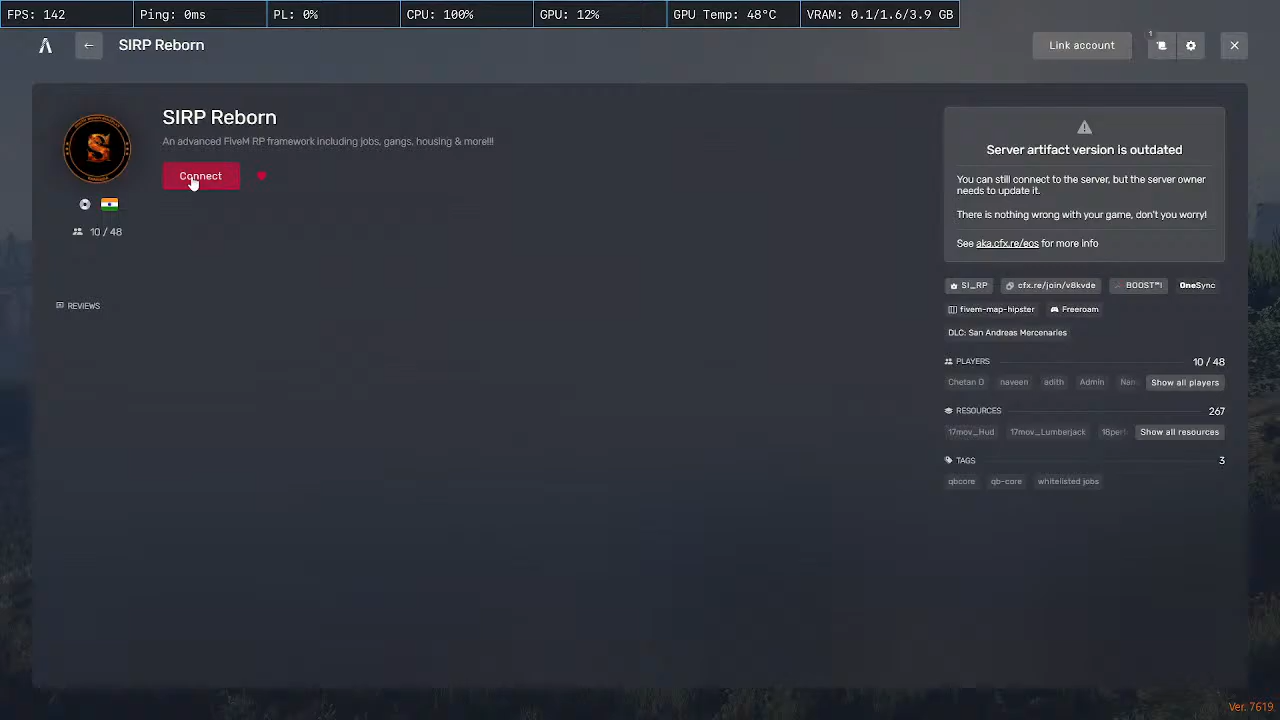 FPS: 142 Ping: 0ms PL: 0% CPU: 100% GPU: 12% GPU Temp: 48°C VRAM: 0.1/1.6/3.9 GB
← SIRP Reborn Link account 1
SIRP Reborn
An advanced FiveM RP framework including jobs, gangs, housing & more!!!
Connect
10 / 48
REVIEWS
Server artifact version is outdated
You can still connect to the server, but the server owner
needs to update it.
There is nothing wrong with your game, don't you worry!
See aka.cfx.re/eos for more info
SI_RP cfx.re/join/v8kvde BOOST™! OneSync
fivem-map-hipster Freeroam
DLC: San Andreas Mercenaries
PLAYERS 10 / 48
Chetan O naveen adith Admin Nan Show all players
RESOURCES 267
17mov_Hud 17mov_Lumberjack 18perf Show all resources
TAGS 3
qbcore qb-core whitelisted jobs
Ver. 7619